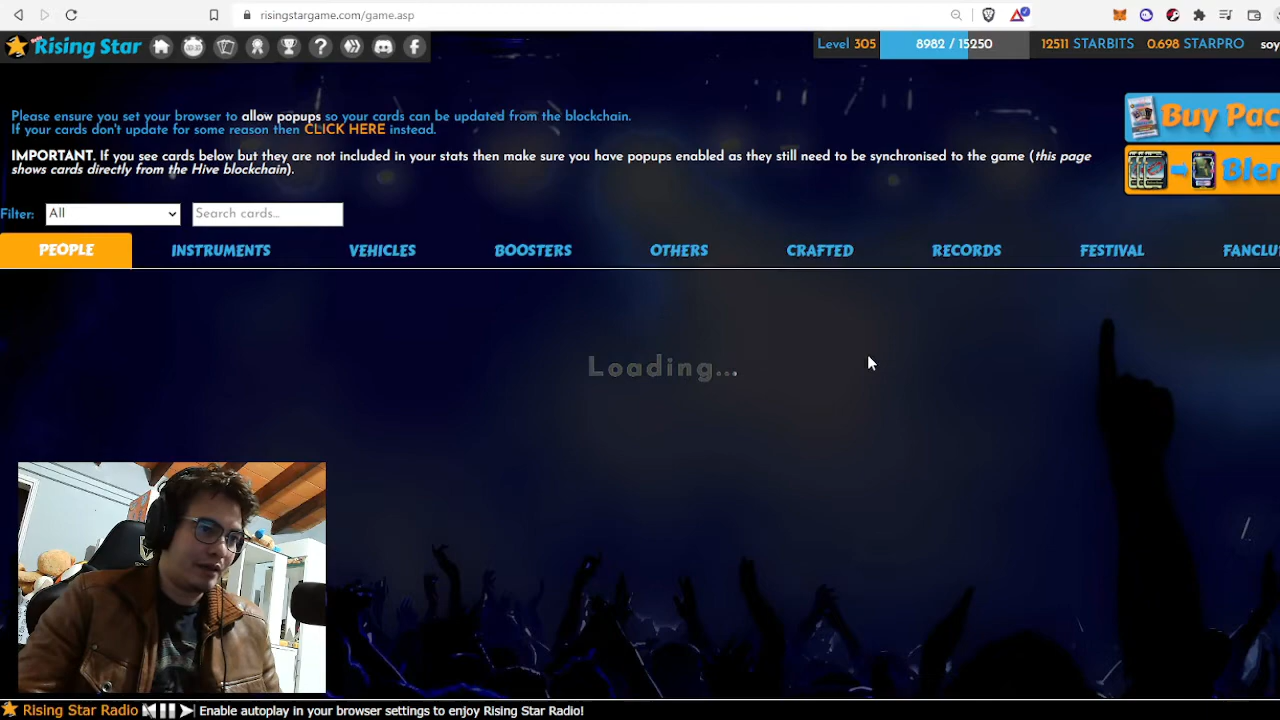 risingstargame.com/game.asp
Rising Star
Level 305
8982 / 15250
12511 STARBITS
0.698 STARPRO
soy
Please ensure you set your browser to allow popups so your cards can be updated from the blockchain.
If your cards don't update for some reason then CLICK HERE instead.
IMPORTANT. If you see cards below but they are not included in your stats then make sure you have popups enabled as they still need to be synchronised to the game (this page
shows cards directly from the Hive blockchain).
Buy Pac
Blen
Filter:
All
Search cards...
PEOPLE
INSTRUMENTS
VEHICLES
BOOSTERS
OTHERS
CRAFTED
RECORDS
FESTIVAL
FANCLU
Loading...
Rising Star Radio
Enable autoplay in your browser settings to enjoy Rising Star Radio!